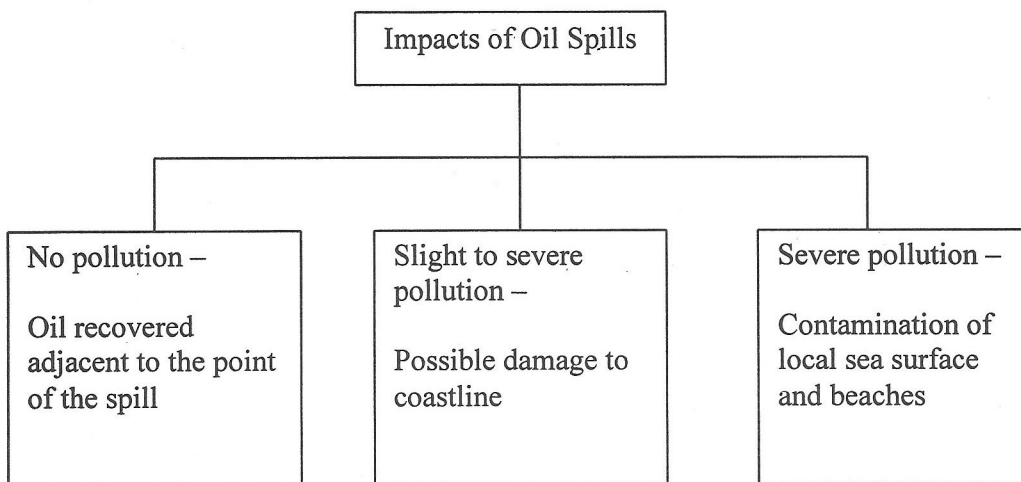 Impacts of Oil Spills
No pollution –
Oil recovered
adjacent to the point
of the spill
Slight to severe
pollution –
Possible damage to
coastline
Severe pollution –
Contamination of
local sea surface
and beaches